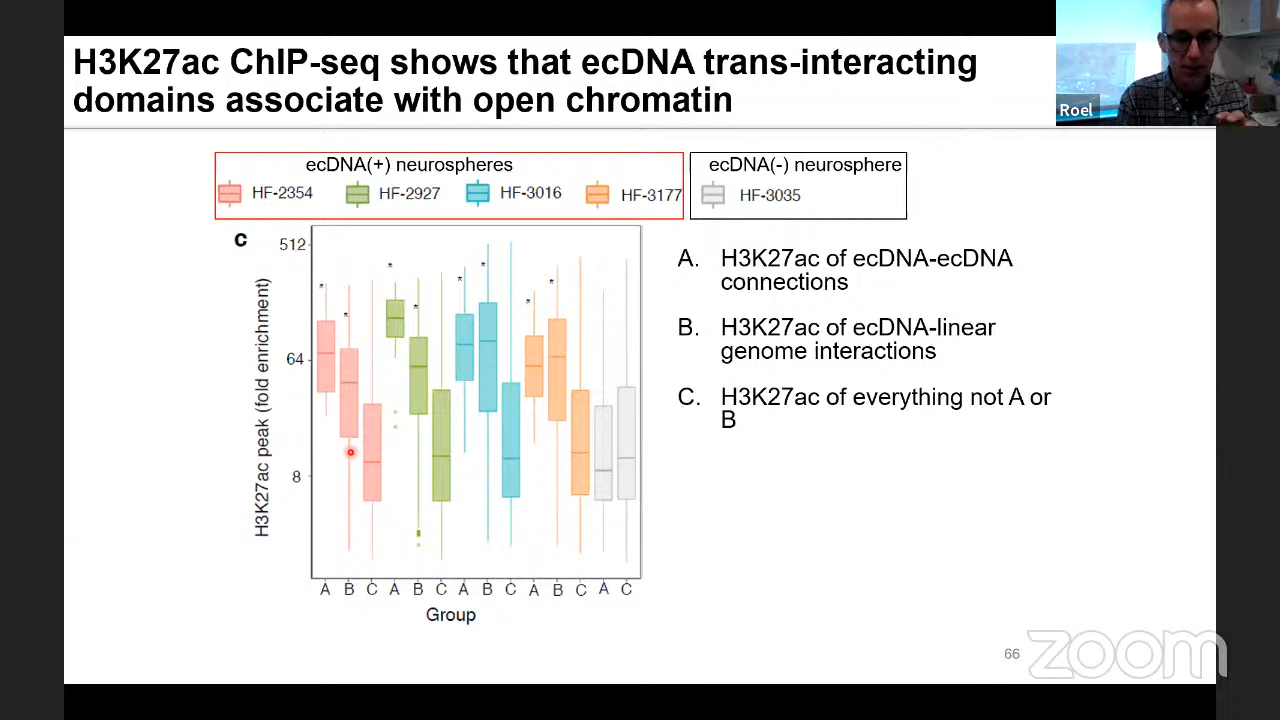 H3K27ac ChIP-seq shows that ecDNA trans-interacting
domains associate with open chromatin
Roel
ecDNA(+) neurospheres
ecDNA(-) neurosphere
HF-2354
HF-2927
HF-3016
HF-3177
HF-3035
c
512
64
8
H3K27ac peak (fold enrichment)
* * * * * * * *
A B C A B C A B C A B C A C
Group
A. H3K27ac of ecDNA-ecDNA
connections
B. H3K27ac of ecDNA-linear
genome interactions
C. H3K27ac of everything not A or
B
66
zoom